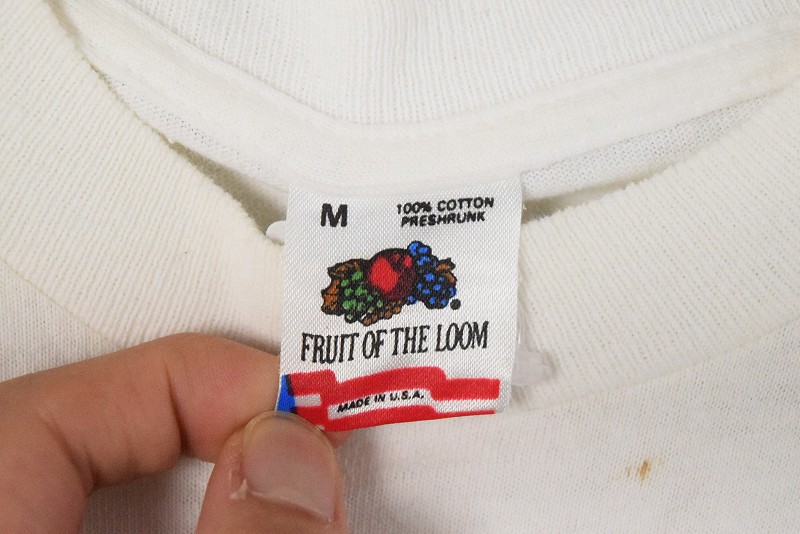 M
100% COTTON
PRESHRUNK
FRUIT OF THE LOOM
MADE IN U.S.A.